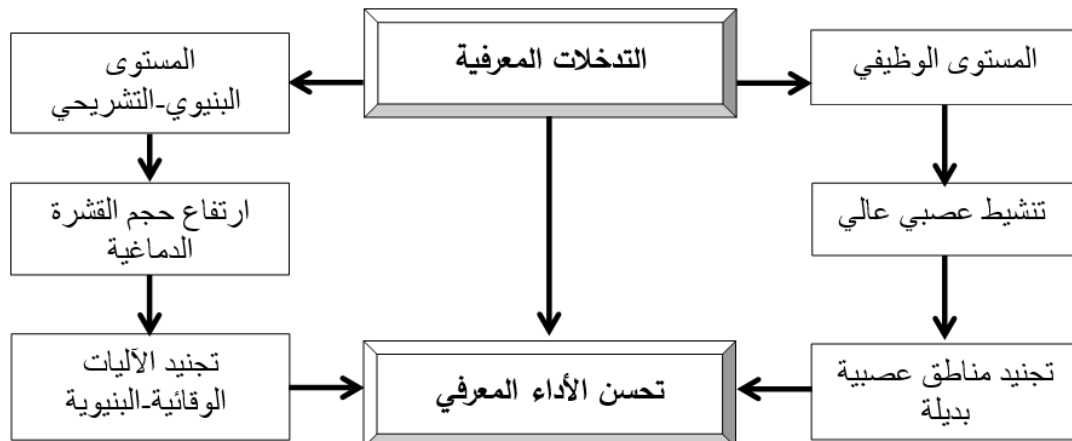 التدخلات المعرفية
المستوى الوظيفي
المستوى
البنيوي-التشريحي
تنشيط عصبي عالي
ارتفاع حجم القشرة
الدماغية
تجنيد مناطق عصبية
بديلة
تحسن الأداء المعرفي
تجنيد الآليات
الوقائية-البنيوية